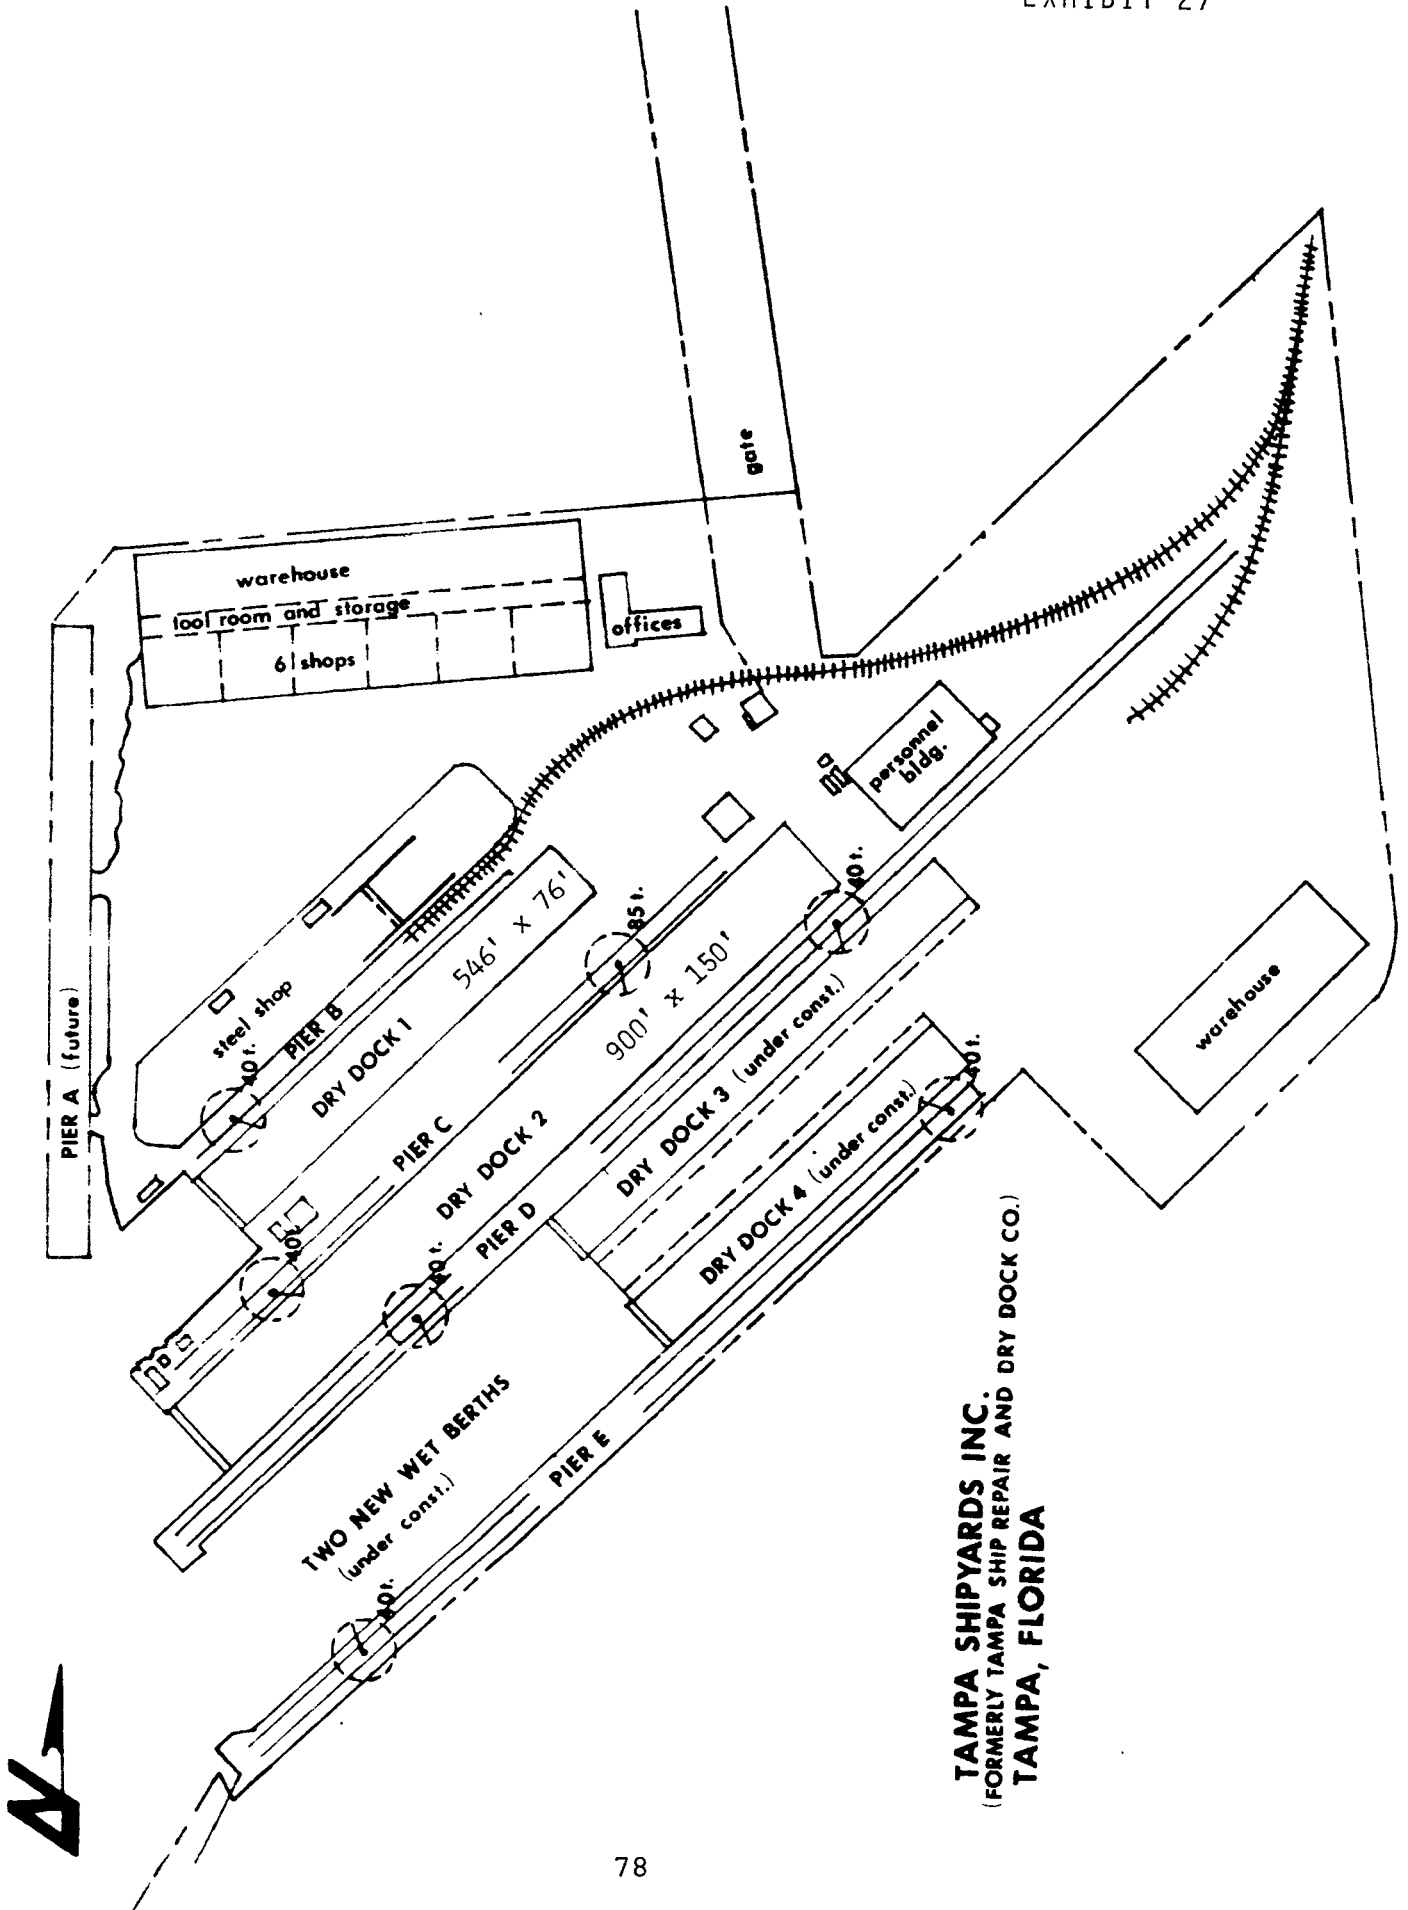 EXHIBIT 27
gate
warehouse
tool room and storage
6 shops
offices
PIER A (future)
personnel
bldg.
steel shop
40 t.
PIER B
DRY DOCK 1
546' x 76'
85 t.
40 t.
PIER C
900' x 150'
DRY DOCK 2
40 t.
PIER D
40 t.
DRY DOCK 3 (under const.)
DRY DOCK 4 (under const.)
40 t.
warehouse
TWO NEW WET BERTHS
(under const.)
PIER E
40 t.
TAMPA SHIPYARDS INC.
(FORMERLY TAMPA SHIP REPAIR AND DRY DOCK CO.)
TAMPA, FLORIDA
N
78